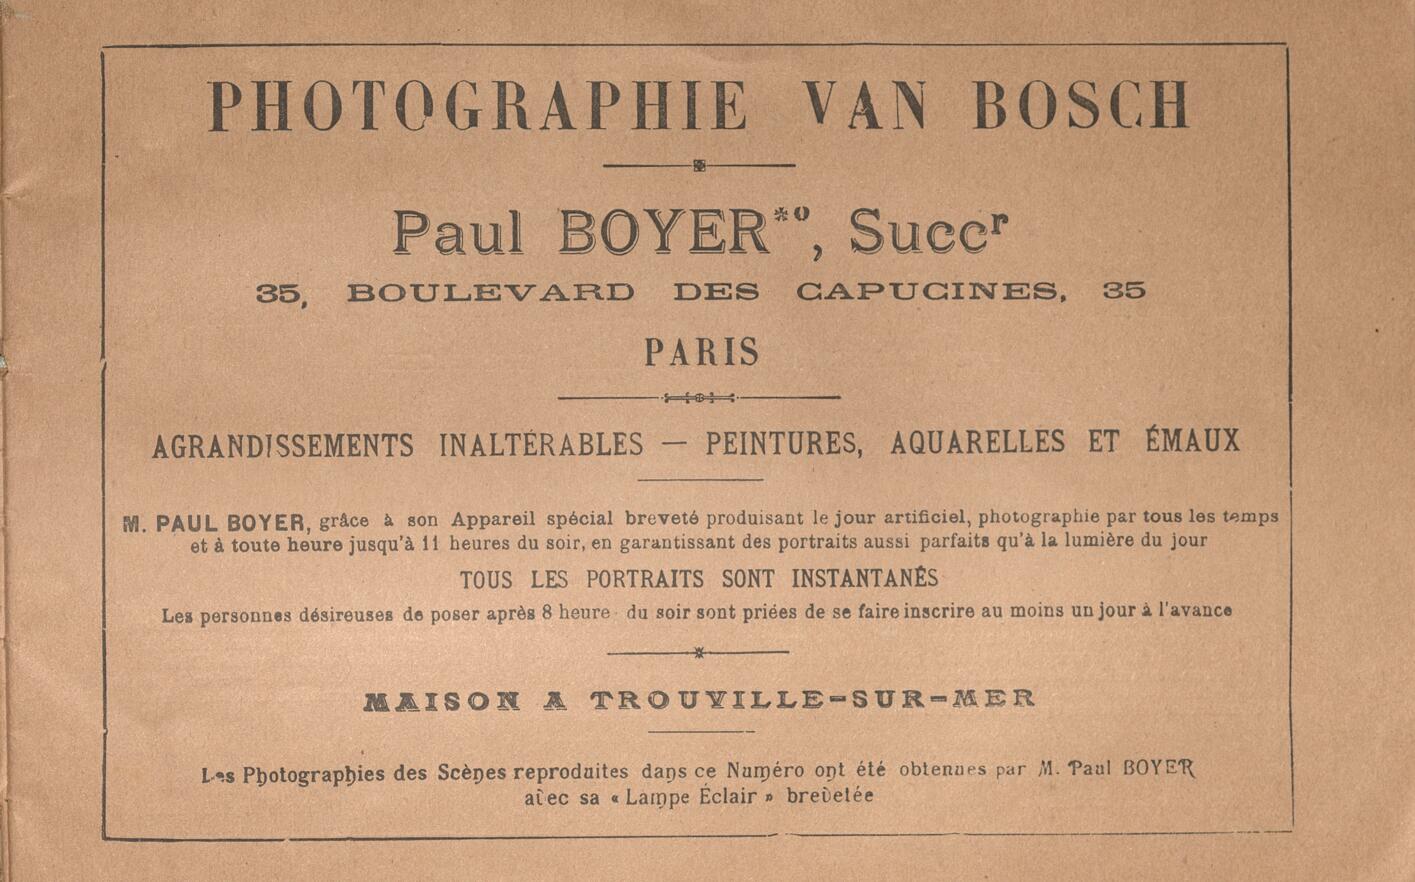 PHOTOGRAPHIE VAN BOSCH
Paul BOYER*⁰, Succʳ
35, BOULEVARD DES CAPUCINES, 35
PARIS
AGRANDISSEMENTS INALTÉRABLES — PEINTURES, AQUARELLES ET ÉMAUX
M. PAUL BOYER, grâce à son Appareil spécial breveté produisant le jour artificiel, photographie par tous les temps
et à toute heure jusqu'à 11 heures du soir, en garantissant des portraits aussi parfaits qu'à la lumière du jour
TOUS LES PORTRAITS SONT INSTANTANÉS
Les personnes désireuses de poser après 8 heure du soir sont priées de se faire inscrire au moins un jour à l'avance
MAISON A TROUVILLE-SUR-MER
Les Photographies des Scènes reproduites dans ce Numéro ont été obtenues par M. Paul BOYER
avec sa « Lampe Éclair » brevetée